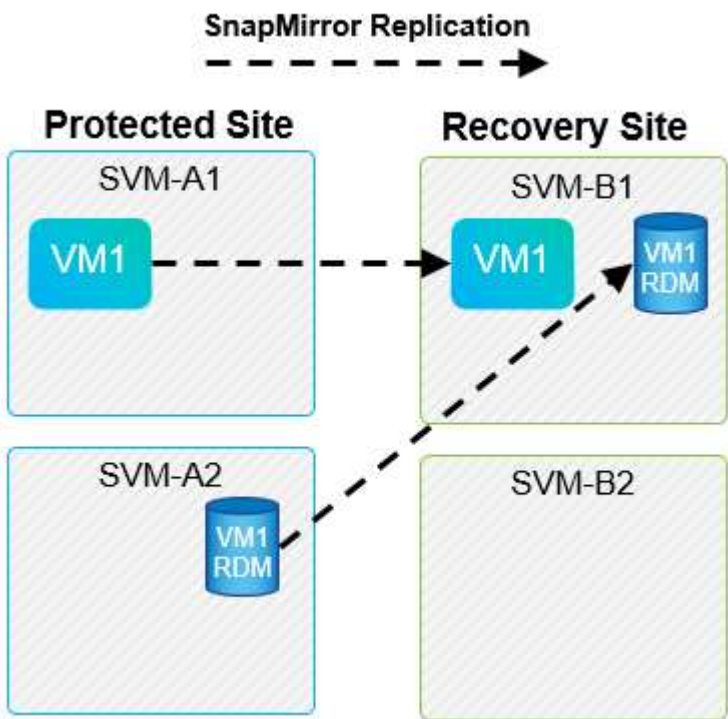 SnapMirror Replication
Protected Site
Recovery Site
SVM-A1
VM1
SVM-B1
VM1
VM1
RDM
SVM-A2
VM1
RDM
SVM-B2